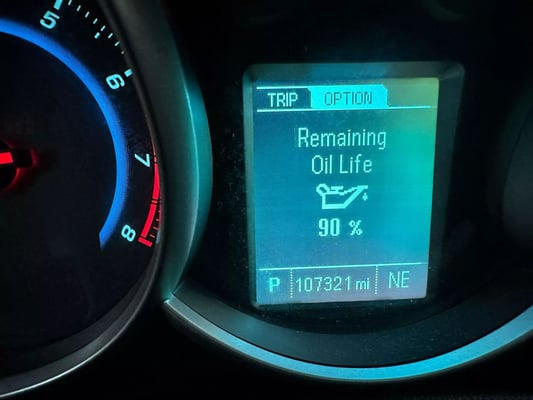 5
6
7
8
TRIP OPTION
Remaining
Oil Life
90 %
P 107321 mi NE